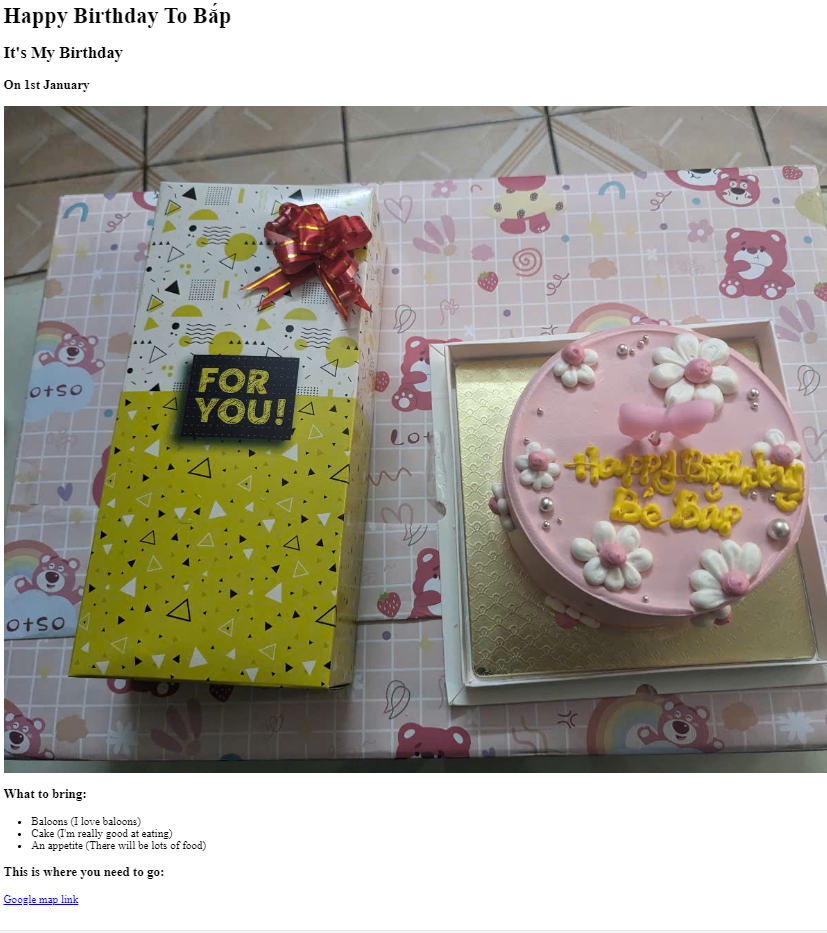 Happy Birthday To Bắp
It's My Birthday
On 1st January
FOR
YOU!
otso
Lot
Happy Birthday
Bé Bắp
otso
What to bring:
Baloons (I love baloons)
Cake (I'm really good at eating)
An appetite (There will be lots of food)
This is where you need to go:
Google map link